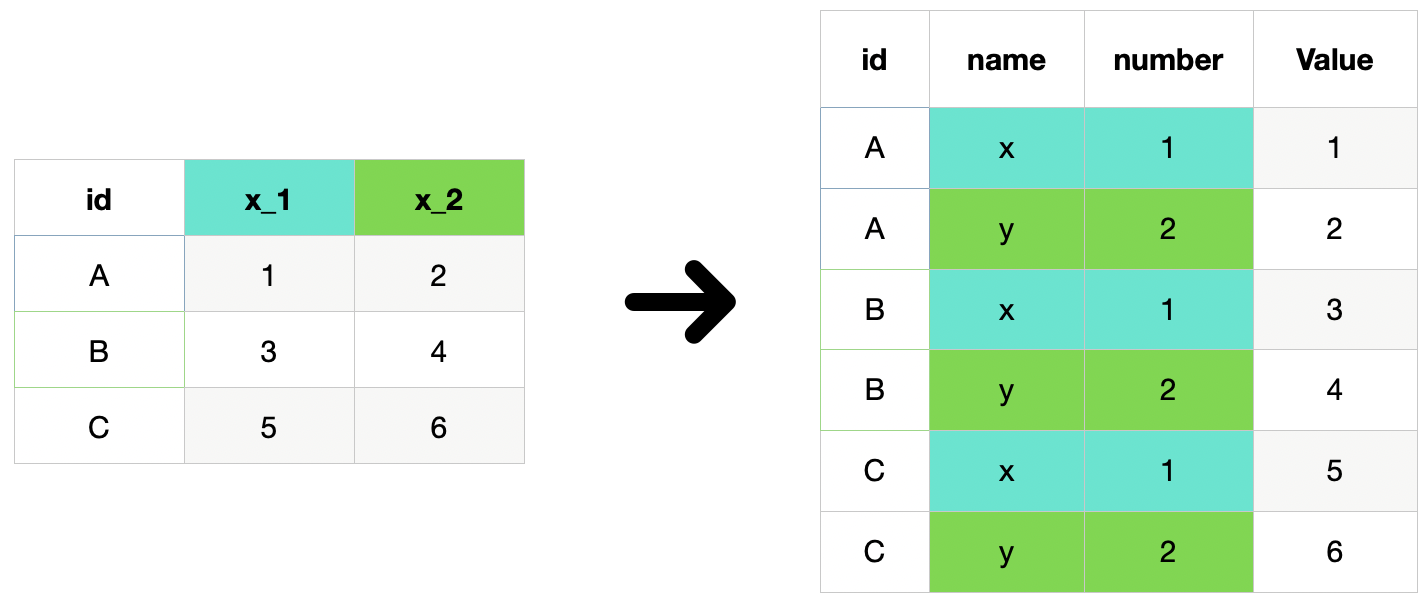 id x_1 x_2
A 1 2
B 3 4
C 5 6
id name number Value
A x 1 1
A y 2 2
B x 1 3
B y 2 4
C x 1 5
C y 2 6